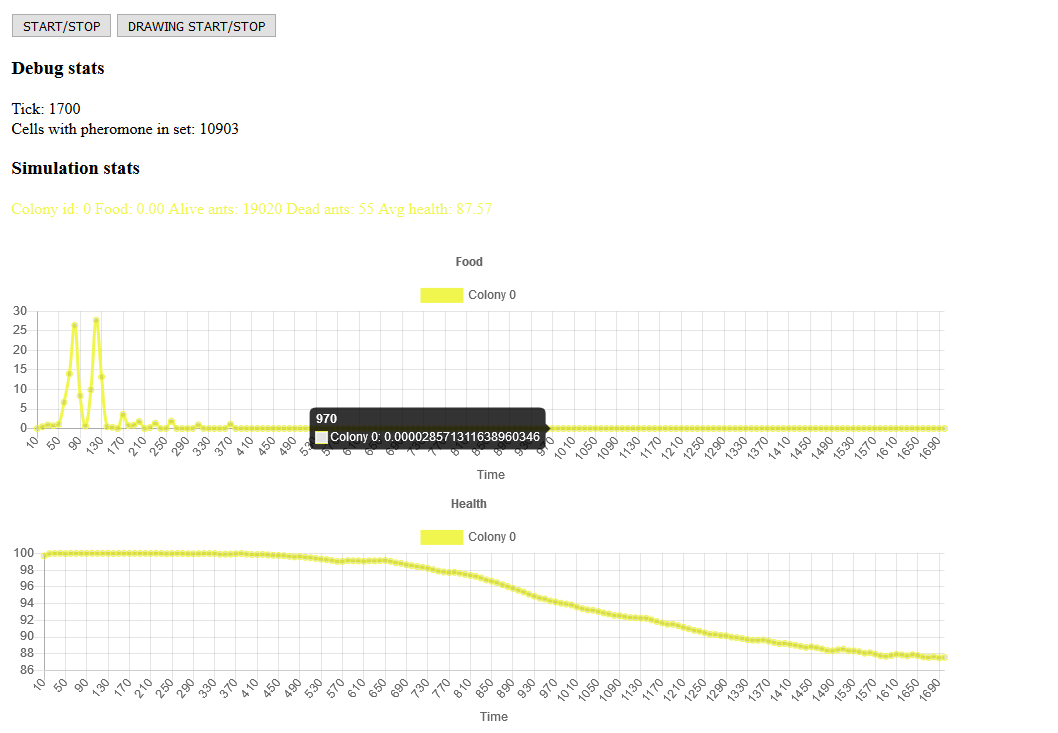 START/STOP DRAWING START/STOP
Debug stats
Tick: 1700
Cells with pheromone in set: 10903
Simulation stats
Colony id: 0 Food: 0.00 Alive ants: 19020 Dead ants: 55 Avg health: 87.57
Food
Colony 0
30
25
20
15
10
5
0
970
Colony 0: 0.000028571311638960346
10 50 90 130 170 210 250 290 330 370 410 450 490 970 1010 1050 1090 1130 1170 1210 1250 1290 1330 1370 1410 1450 1490 1530 1570 1610 1650 1690
Time
Health
Colony 0
100
98
96
94
92
90
88
86
10 50 90 130 170 210 250 290 330 370 410 450 490 530 570 610 650 690 730 770 810 850 890 930 970 1010 1050 1090 1130 1170 1210 1250 1290 1330 1370 1410 1450 1490 1530 1570 1610 1650 1690
Time